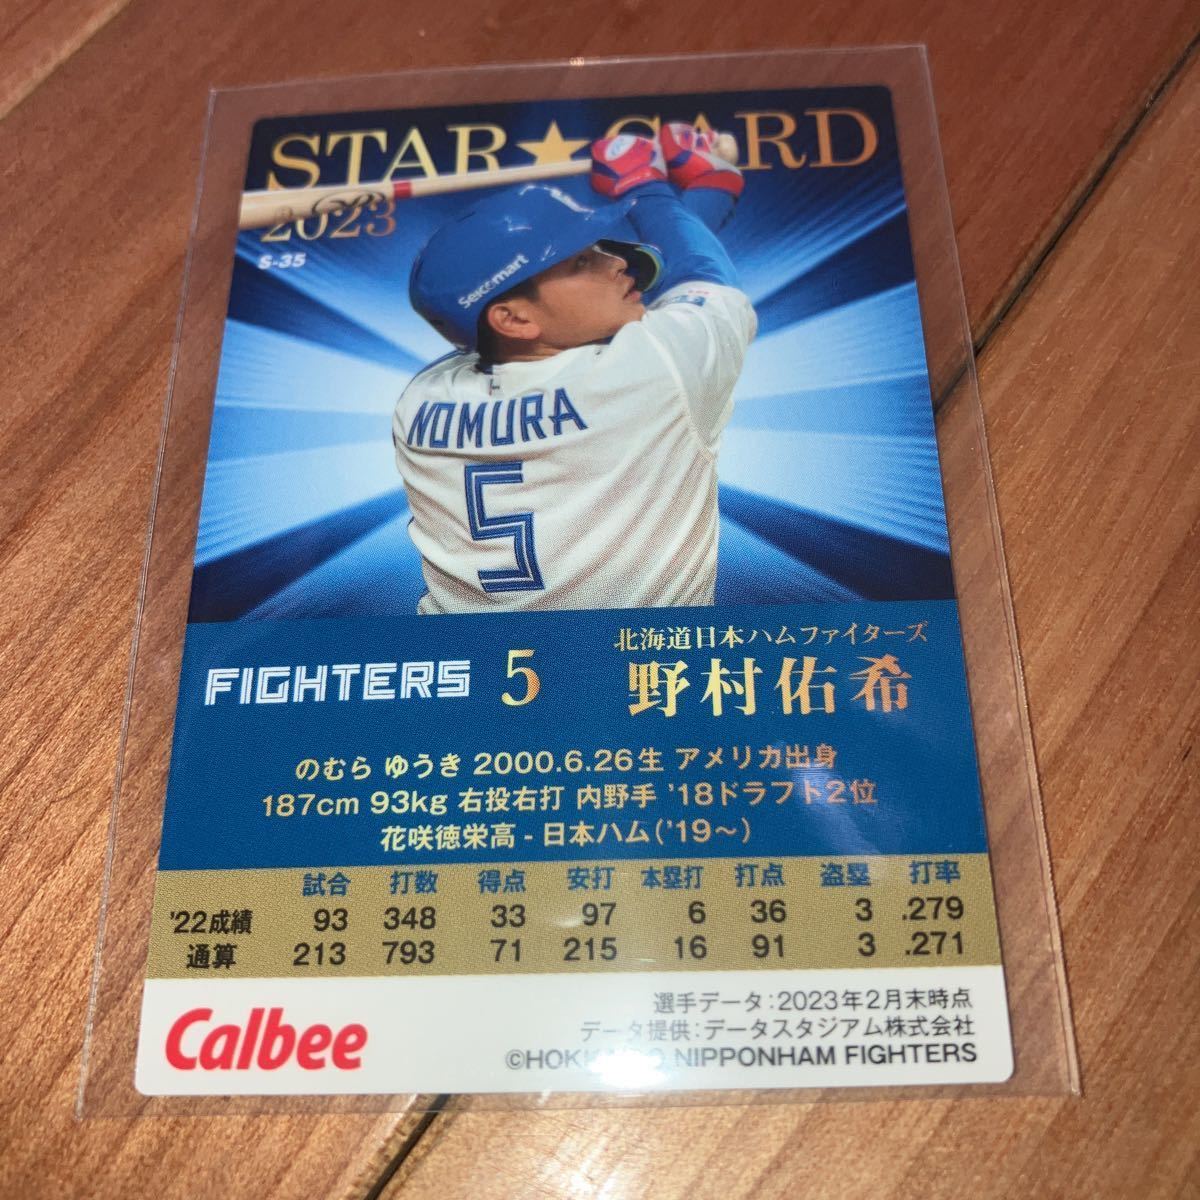 STAR★CARD
2023
S-35
Seicomart
NOMURA
5
北海道日本ハムファイターズ
FIGHTERS 5 野村佑希
のむら ゆうき 2000.6.26生 アメリカ出身
187cm 93kg 右投右打 内野手 '18ドラフト2位
花咲徳栄高 - 日本ハム('19～)
試合 打数 得点 安打 本塁打 打点 盗塁 打率
'22成績 93 348 33 97 6 36 3 .279
通算 213 793 71 215 16 91 3 .271
Calbee
選手データ：2023年2月末時点
データ提供：データスタジアム株式会社
©HOKKAIDO NIPPONHAM FIGHTERS